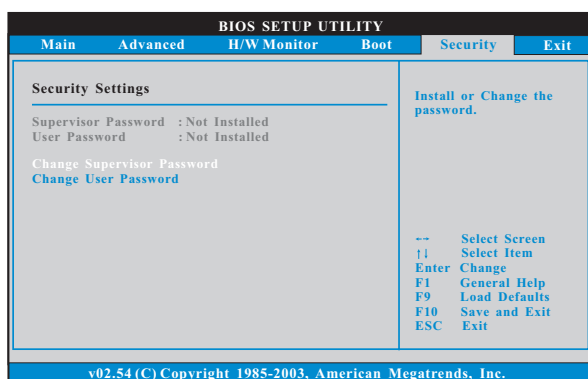 BIOS SETUP UTILITY
Main Advanced H/W Monitor Boot Security Exit
Security Settings
Supervisor Password : Not Installed
User Password : Not Installed
Change Supervisor Password
Change User Password
Install or Change the
password.
←→ Select Screen
↑↓ Select Item
Enter Change
F1 General Help
F9 Load Defaults
F10 Save and Exit
ESC Exit
v02.54 (C) Copyright 1985-2003, American Megatrends, Inc.